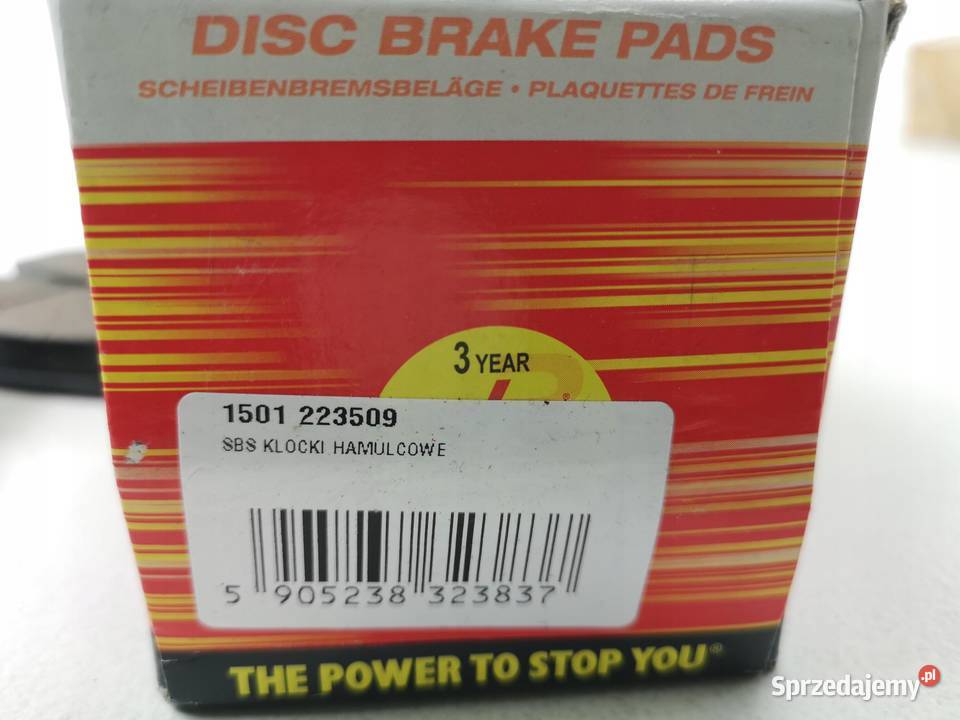 DISC BRAKE PADS
SCHEIBENBREMSBELÄGE • PLAQUETTES DE FREIN
3 YEAR
®
1501 223509
SBS KLOCKI HAMULCOWE
5 905238 323837
THE POWER TO STOP YOU®
Sprzedajemy.pl